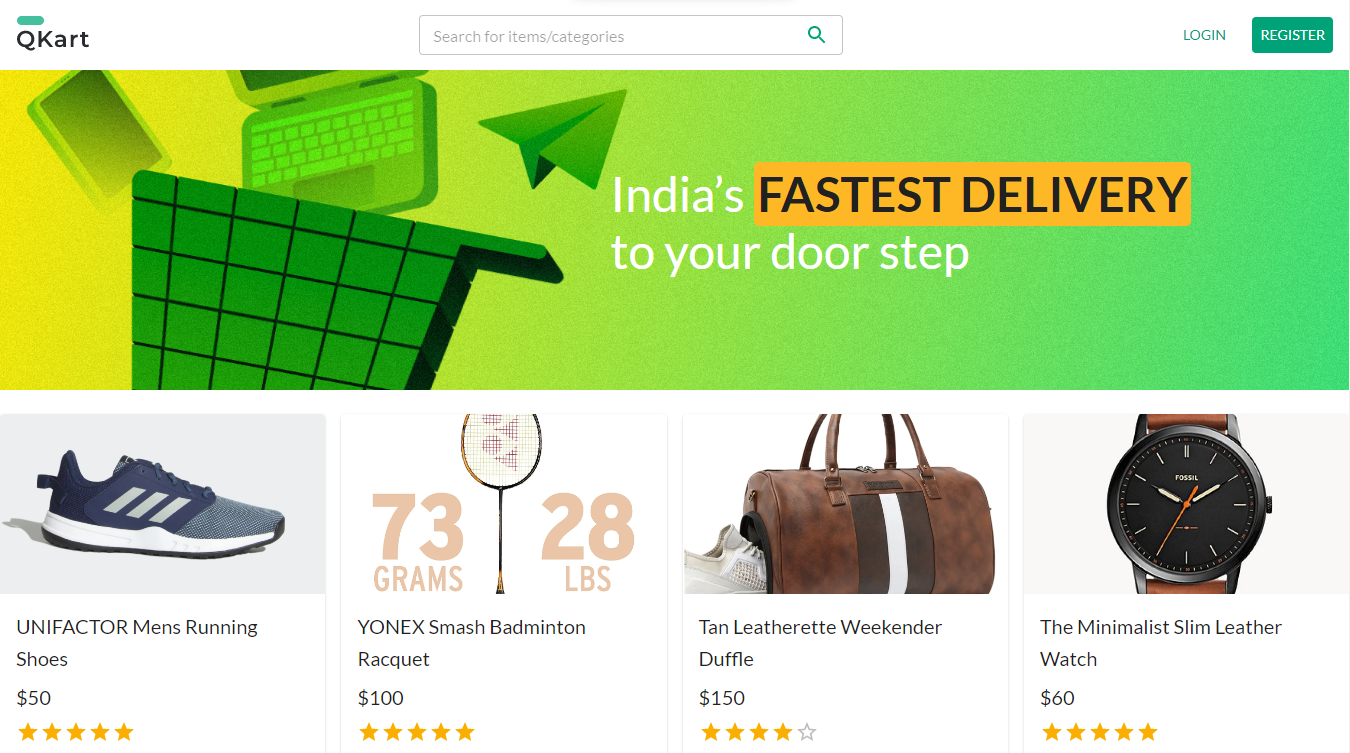 QKart
Search for items/categories
LOGIN
REGISTER
India’s FASTEST DELIVERY
to your door step
73
GRAMS
28
LBS
FOSSIL
UNIFACTOR Mens Running
Shoes
$50
YONEX Smash Badminton
Racquet
$100
Tan Leatherette Weekender
Duffle
$150
The Minimalist Slim Leather
Watch
$60